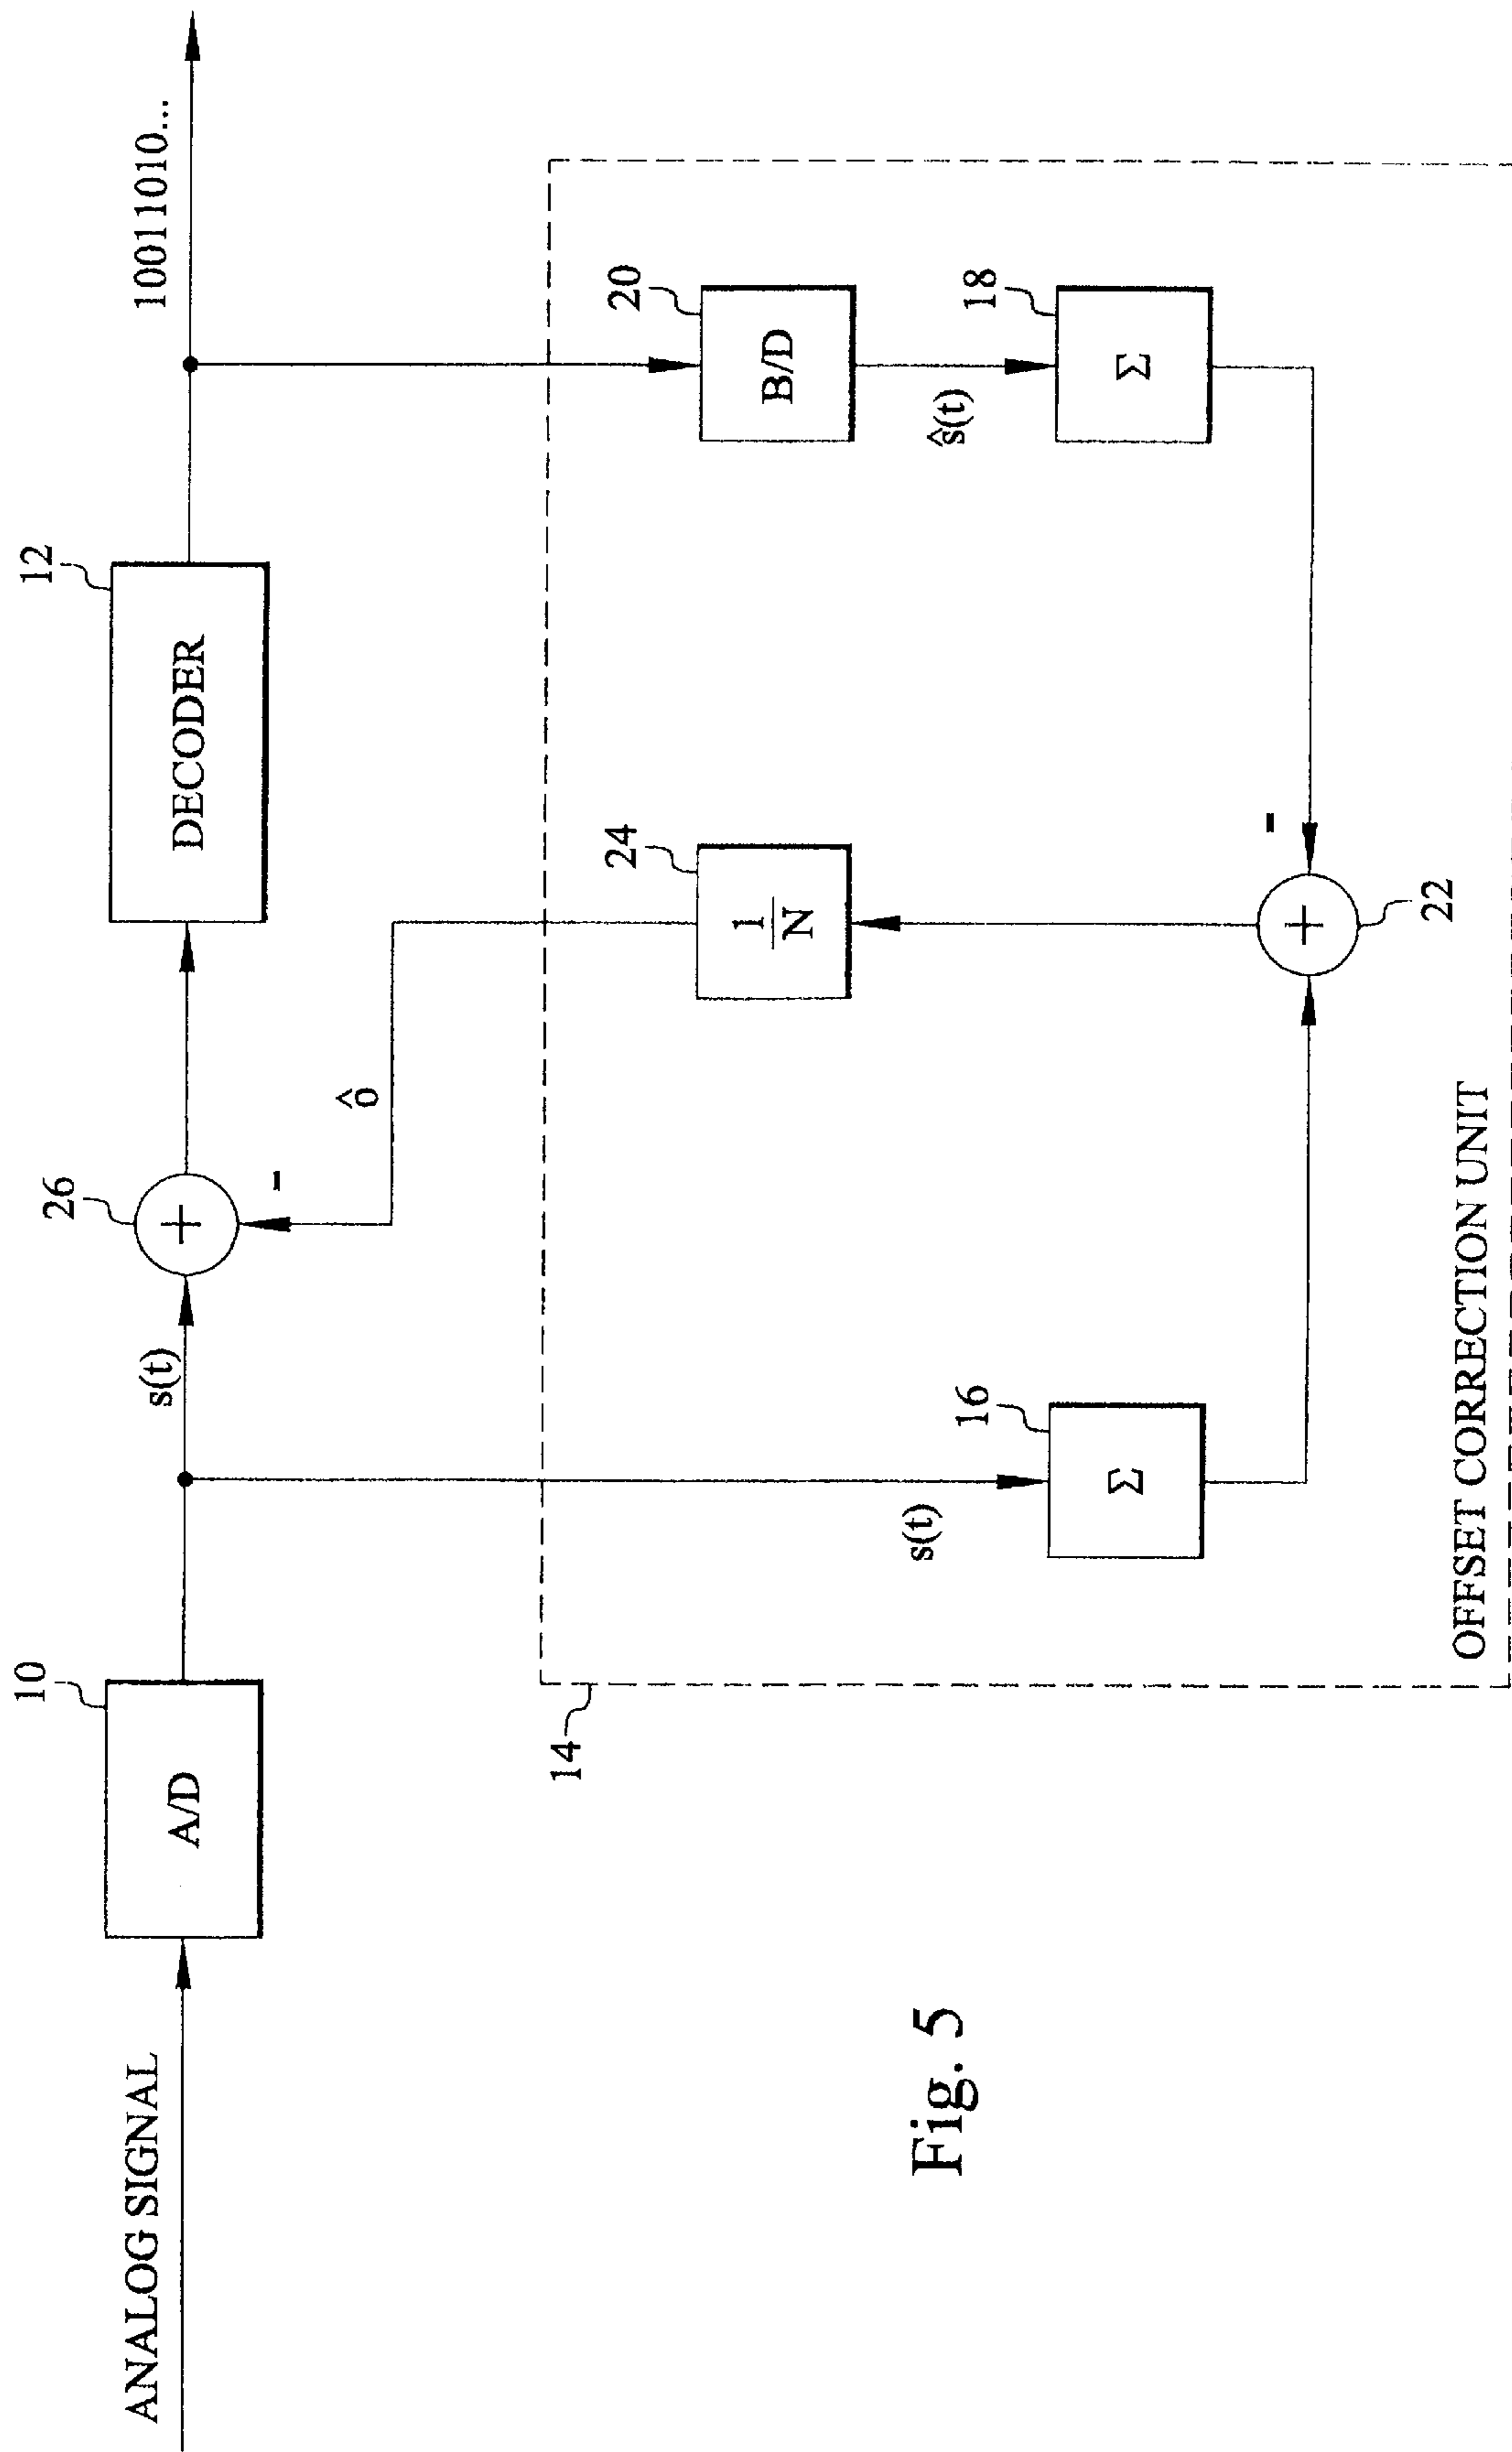 ANALOG SIGNAL
10
A/D
s(t)
26
+
-
ô
12
DECODER
10011010...
14
s(t)
16
Σ
24
1
N
20
B/D
ŝ(t)
18
Σ
-
+
22
OFFSET CORRECTION UNIT
Fig. 5